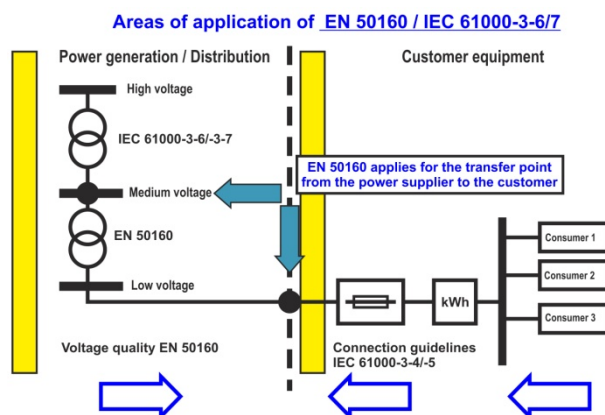 Areas of application of EN 50160 / IEC 61000-3-6/7
Power generation / Distribution
Customer equipment
High voltage
IEC 61000-3-6/-3-7
EN 50160 applies for the transfer point
from the power supplier to the customer
Medium voltage
EN 50160
Low voltage
kWh
Consumer 1
Consumer 2
Consumer 3
Voltage quality EN 50160
Connection guidelines
IEC 61000-3-4/-5